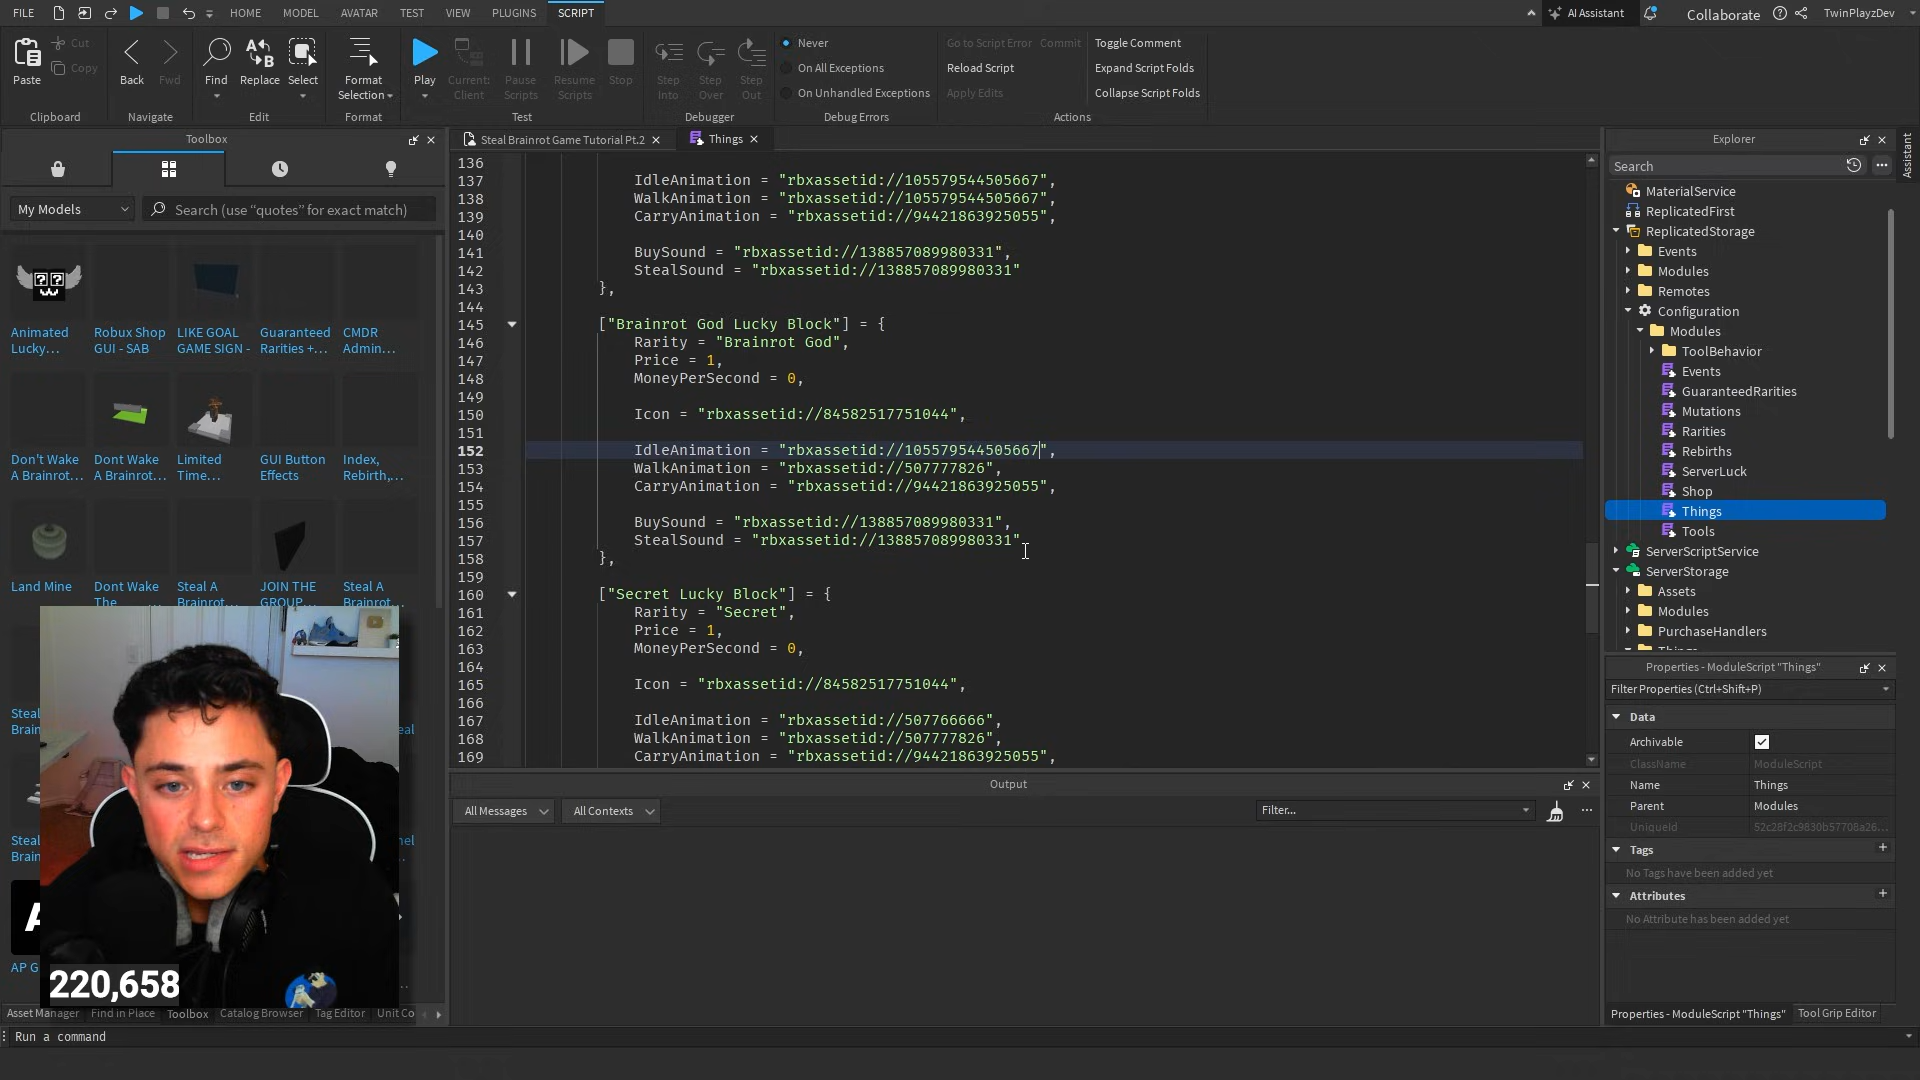 FILE
HOME
MODEL
AVATAR
TEST
VIEW
PLUGINS
SCRIPT
AI Assistant
Collaborate
TwinPlayzDev
Paste
Cut
Copy
Back
Fwd
Find
Replace
Select
Format
Selection
Play
Current:
Client
Pause
Scripts
Resume
Scripts
Stop
Step
Into
Step
Over
Step
Out
Never
On All Exceptions
On Unhandled Exceptions
Go to Script Error
Commit
Reload Script
Apply Edits
Toggle Comment
Expand Script Folds
Collapse Script Folds
Clipboard
Navigate
Edit
Format
Test
Debugger
Debug Errors
Actions
Toolbox
My Models
Search (use “quotes” for exact match)
Animated
Lucky...
Robux Shop
GUI - SAB
LIKE GOAL
GAME SIGN -
Guaranteed
Rarities +...
CMDR
Admin...
Don't Wake
A Brainrot...
Dont Wake
A Brainrot...
Limited
Time...
GUI Button
Effects
Index,
Rebirth,...
Land Mine
Dont Wake
The
Steal A
Brainrot
JOIN THE
GROUP
Steal A
Brainrot
220,658
Asset Manager
Find in Place
Toolbox
Catalog Browser
Tag Editor
Unit Co
Run a command
Steal Brainrot Game Tutorial Pt.2
Things
136
137 IdleAnimation = "rbxassetid://105579544505667",
138 WalkAnimation = "rbxassetid://105579544505667",
139 CarryAnimation = "rbxassetid://94421863925055",
140
141 BuySound = "rbxassetid://138857089980331",
142 StealSound = "rbxassetid://138857089980331"
143 },
144
145 ["Brainrot God Lucky Block"] = {
146 Rarity = "Brainrot God",
147 Price = 1,
148 MoneyPerSecond = 0,
149
150 Icon = "rbxassetid://84582517751044",
151
152 IdleAnimation = "rbxassetid://105579544505667",
153 WalkAnimation = "rbxassetid://507777826",
154 CarryAnimation = "rbxassetid://94421863925055",
155
156 BuySound = "rbxassetid://138857089980331",
157 StealSound = "rbxassetid://138857089980331"
158 },
159
160 ["Secret Lucky Block"] = {
161 Rarity = "Secret",
162 Price = 1,
163 MoneyPerSecond = 0,
164
165 Icon = "rbxassetid://84582517751044",
166
167 IdleAnimation = "rbxassetid://507766666",
168 WalkAnimation = "rbxassetid://507777826",
169 CarryAnimation = "rbxassetid://94421863925055",
Output
All Messages
All Contexts
Filter...
Explorer
Assistant
Search
MaterialService
ReplicatedFirst
ReplicatedStorage
Events
Modules
Remotes
Configuration
Modules
ToolBehavior
Events
GuaranteedRarities
Mutations
Rarities
Rebirths
ServerLuck
Shop
Things
Tools
ServerScriptService
ServerStorage
Assets
Modules
PurchaseHandlers
Properties - ModuleScript "Things"
Filter Properties (Ctrl+Shift+P)
Data
Archivable
ClassName ModuleScript
Name Things
Parent Modules
UniqueId 52c28f2c9830b57708a26...
Tags
No Tags have been added yet
Attributes
No Attribute has been added yet
Properties - ModuleScript "Things"
Tool Grip Editor